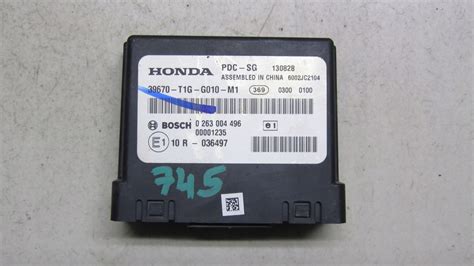 HONDA PDC-SG 130828
ASSEMBLED IN CHINA 6002JC2104
39670-T1G-G010-M1 369 0300 0100
BOSCH 0 263 004 496 e1
00001235
E1 10 R - 036497
745